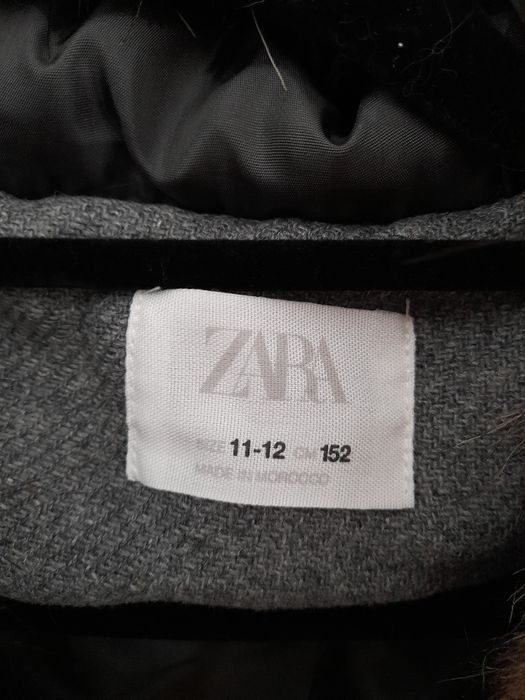 ZARA
SIZE 11-12 CM 152
MADE IN MOROCCO